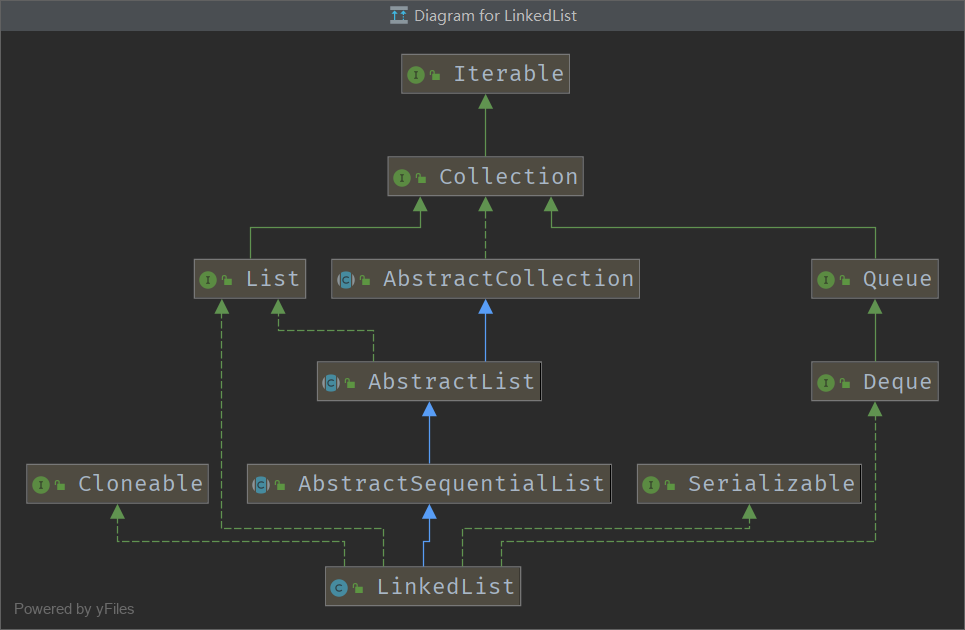 Diagram for LinkedList
I Iterable
I Collection
I List
C AbstractCollection
I Queue
C AbstractList
I Deque
I Cloneable
C AbstractSequentialList
I Serializable
C LinkedList
Powered by yFiles